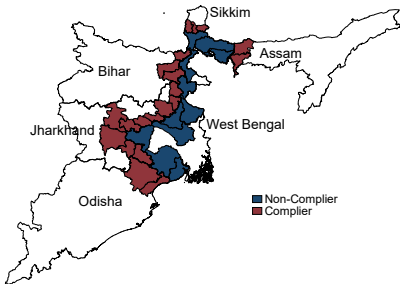 Sikkim
Assam
Bihar
West Bengal
Jharkhand
Odisha
Non-Complier
Complier